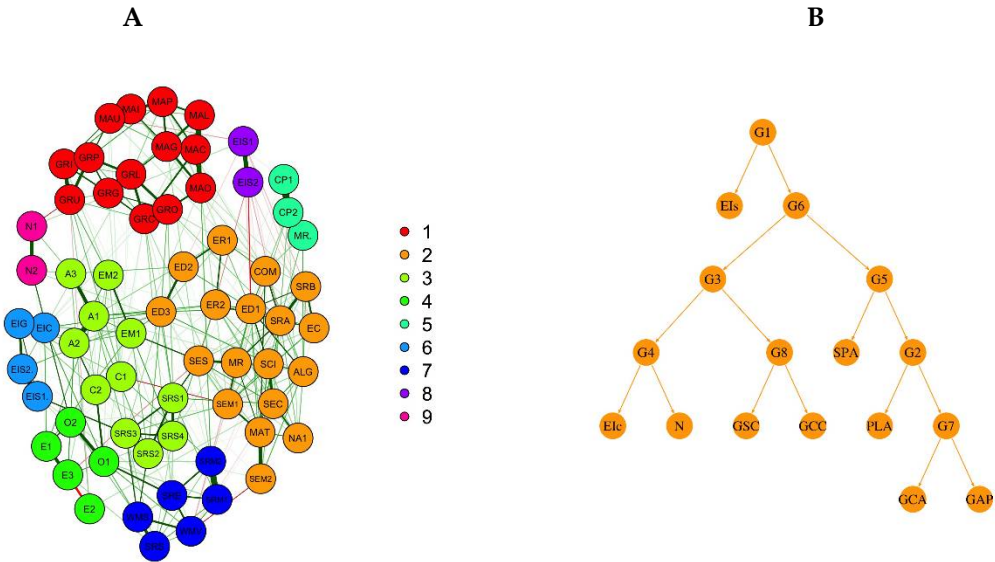 A
B
MAP
MAI
MAU
MAL
MAG
MAC
EIS1
GRP
GRL
GRG
GRU
MAO
GRO
EIS2
CP1
CP2
MR.
N1
N2
ER1
ED2
COM
A3
EM2
SRB
ER2
ED1
ED3
SRA
EC
EIG
EIC
A1
EM1
A2
SES
MR
SCI
ALG
EIS2.
EIS1.
C1
C2
SRS1
SEM1
SEC
O2
SRS3
SRS4
MAT
NA1
E1
O1
SRS2
E3
SEM2
E2
1
2
3
4
5
6
7
8
9
G1
EIs
G6
G3
G5
G4
G8
SPA
G2
EIc
N
GSC
GCC
PLA
G7
GCA
GAP